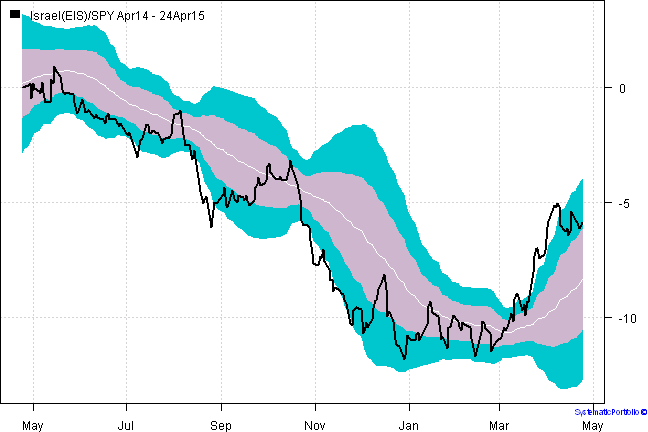 Israel(EIS)/SPY Apr14 - 24Apr15
0
-5
-10
SystematicPortfolio ©
May Jul Sep Nov Jan Mar May